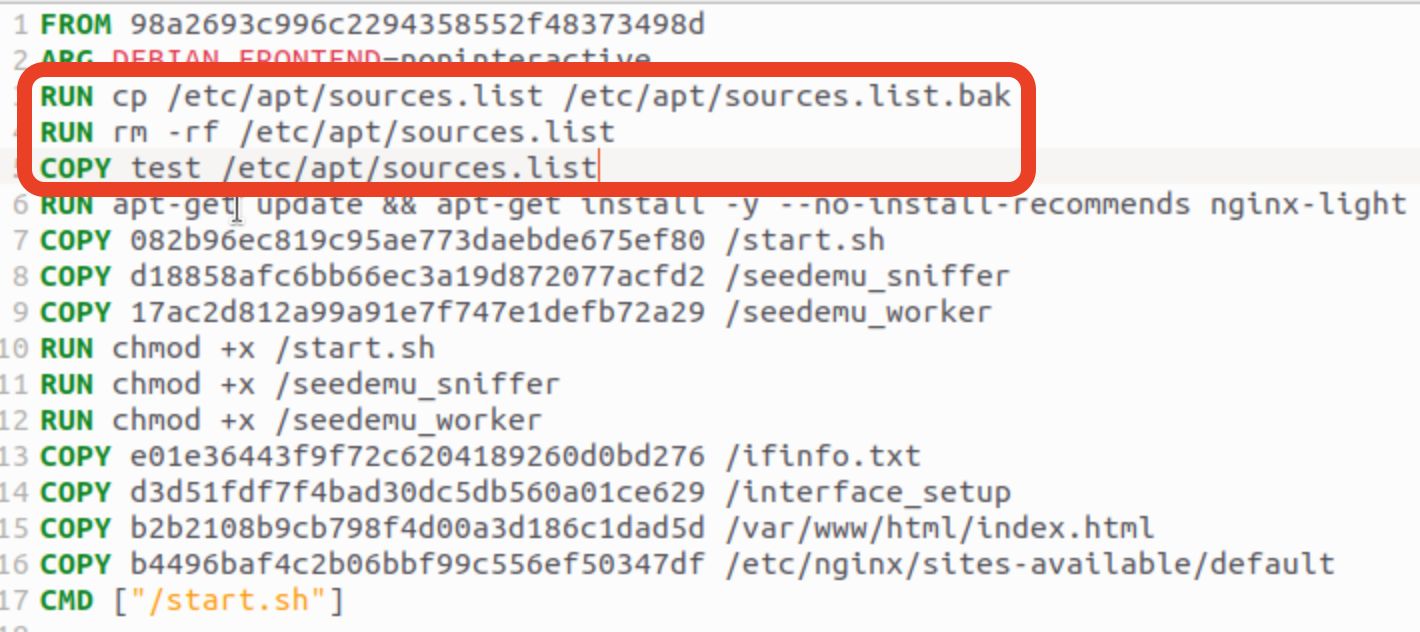 1 FROM 98a2693c996c2294358552f48373498d
2 ARG DEBIAN_FRONTEND=noninteractive
RUN cp /etc/apt/sources.list /etc/apt/sources.list.bak
RUN rm -rf /etc/apt/sources.list
COPY test /etc/apt/sources.list
6 RUN apt-get update && apt-get install -y --no-install-recommends nginx-light
7 COPY 082b96ec819c95ae773daebde675ef80 /start.sh
8 COPY d18858afc6bb66ec3a19d872077acfd2 /seedemu_sniffer
9 COPY 17ac2d812a99a91e7f747e1defb72a29 /seedemu_worker
10 RUN chmod +x /start.sh
11 RUN chmod +x /seedemu_sniffer
12 RUN chmod +x /seedemu_worker
13 COPY e01e36443f9f72c6204189260d0bd276 /ifinfo.txt
14 COPY d3d51fdf7f4bad30dc5db560a01ce629 /interface_setup
15 COPY b2b2108b9cb798f4d00a3d186c1dad5d /var/www/html/index.html
16 COPY b4496baf4c2b06bbf99c556ef50347df /etc/nginx/sites-available/default
17 CMD ["/start.sh"]